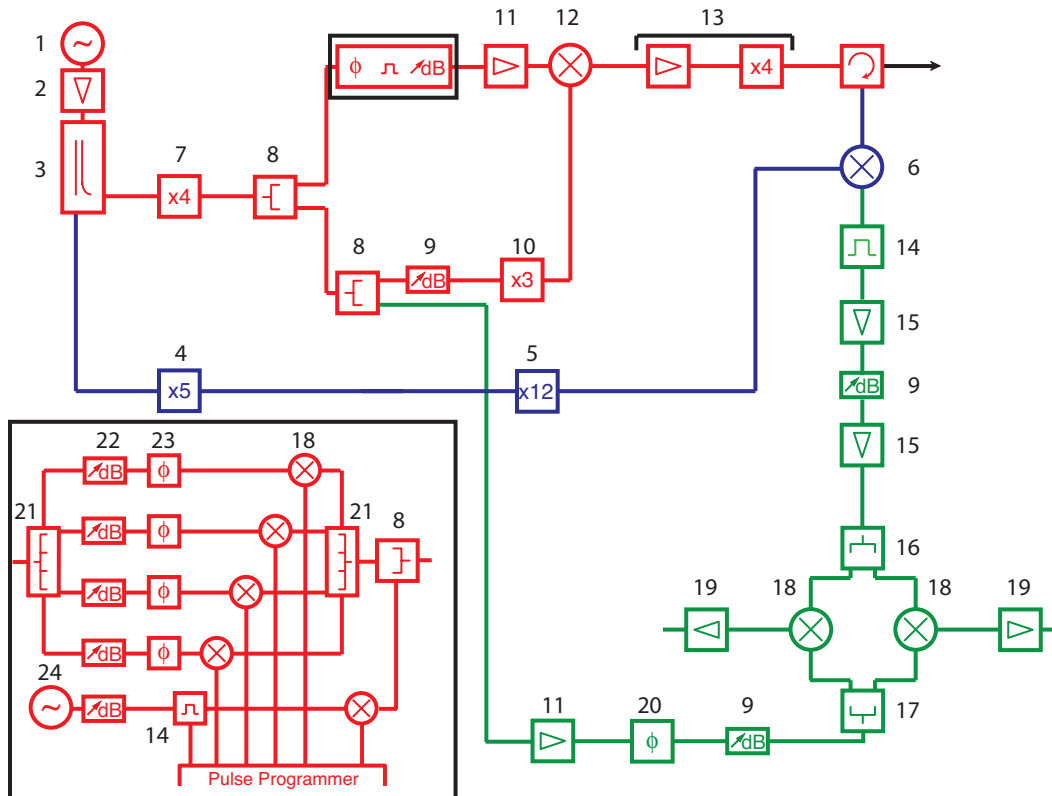 11 12 13
1 ~ ϕ dB
2 x4
7 8
3 x4 6
8 9 10 14
dB x3
15
4 5
x5 x12 dB 9
22 23 18 15
dB ϕ
21 21 8
dB ϕ 16
dB ϕ 19 18 18 19
dB ϕ
24 11 20 9 17
~ dB
14 ϕ dB
Pulse Programmer